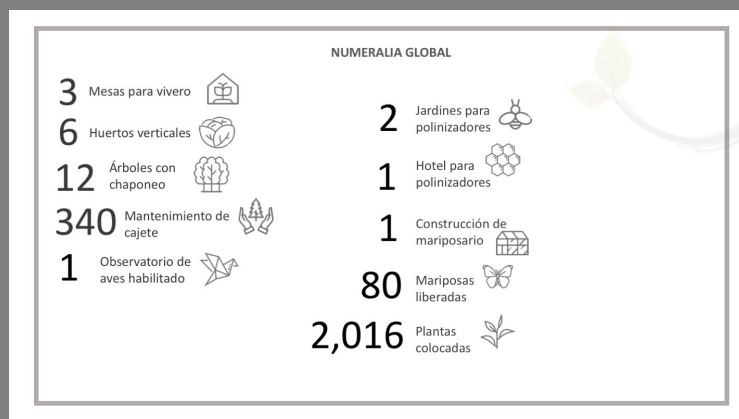 NUMERALIA GLOBAL
3 Mesas para vivero
6 Huertos verticales
12 Árboles con
chaponeo
340 Mantenimiento de
cajete
1 Observatorio de
aves habilitado
2 Jardines para
polinizadores
1 Hotel para
polinizadores
1 Construcción de
mariposario
80 Mariposas
liberadas
2,016 Plantas
colocadas